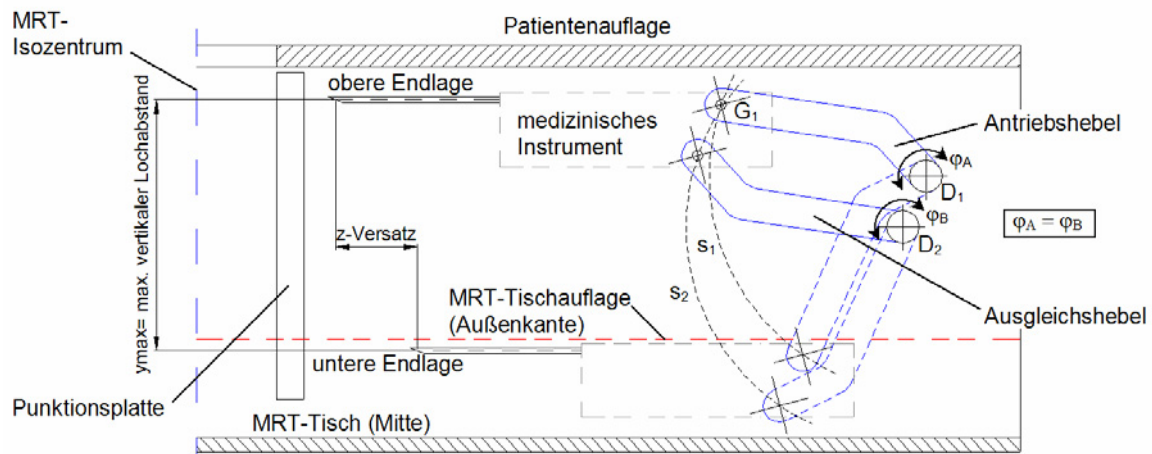 MRT-
Isozentrum
Patientenauflage
obere Endlage
medizinisches
Instrument
G1
Antriebshebel
φA
D1
φB
D2
φA = φB
ymax= max. vertikaler Lochabstand
z-Versatz
s1
s2
MRT-Tischauflage
(Außenkante)
Ausgleichshebel
untere Endlage
Punktionsplatte
MRT-Tisch (Mitte)